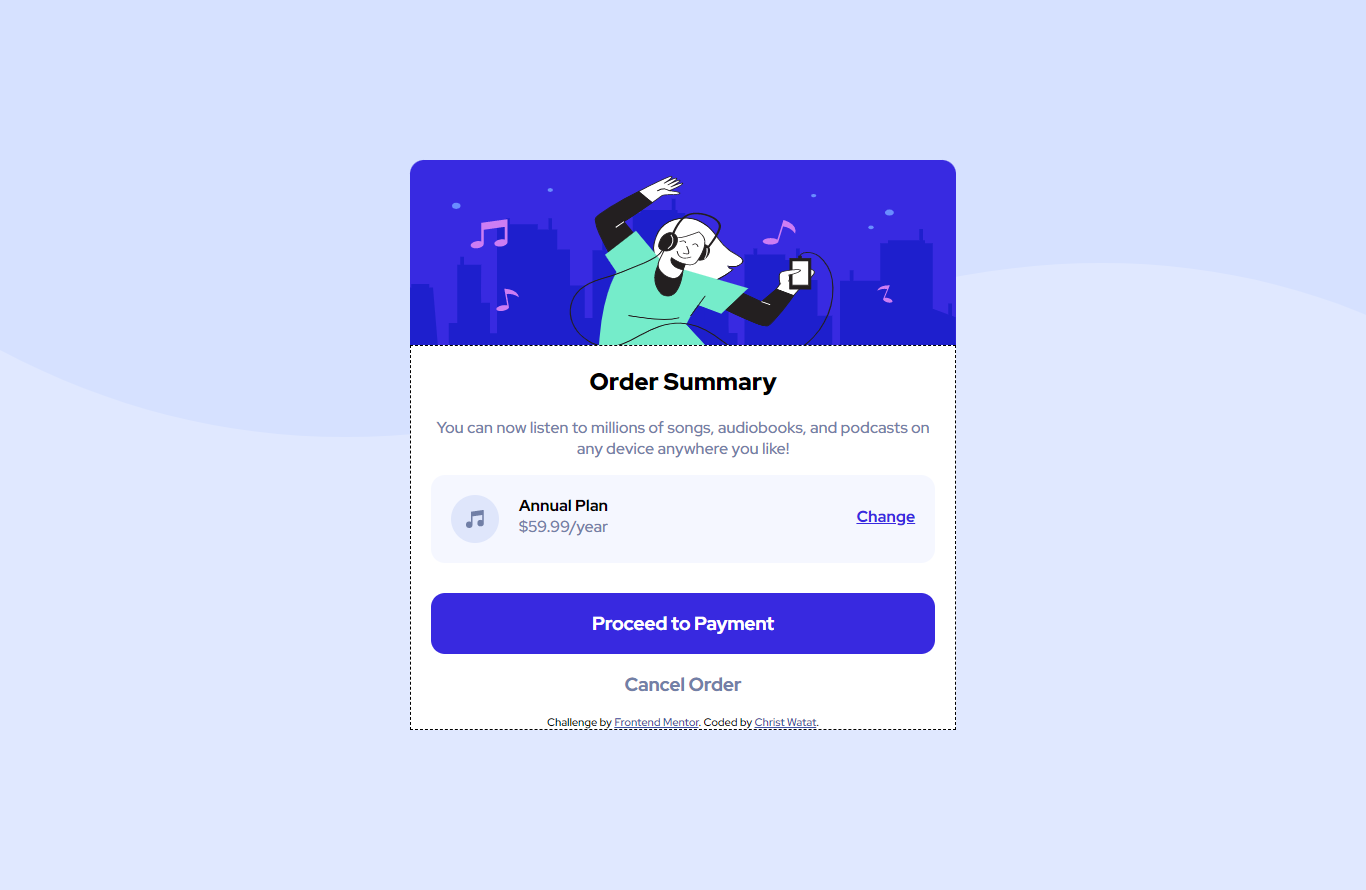 Order Summary
You can now listen to millions of songs, audiobooks, and podcasts on
any device anywhere you like!
Annual Plan
$59.99/year
Change
Proceed to Payment
Cancel Order
Challenge by Frontend Mentor. Coded by Christ Watat.